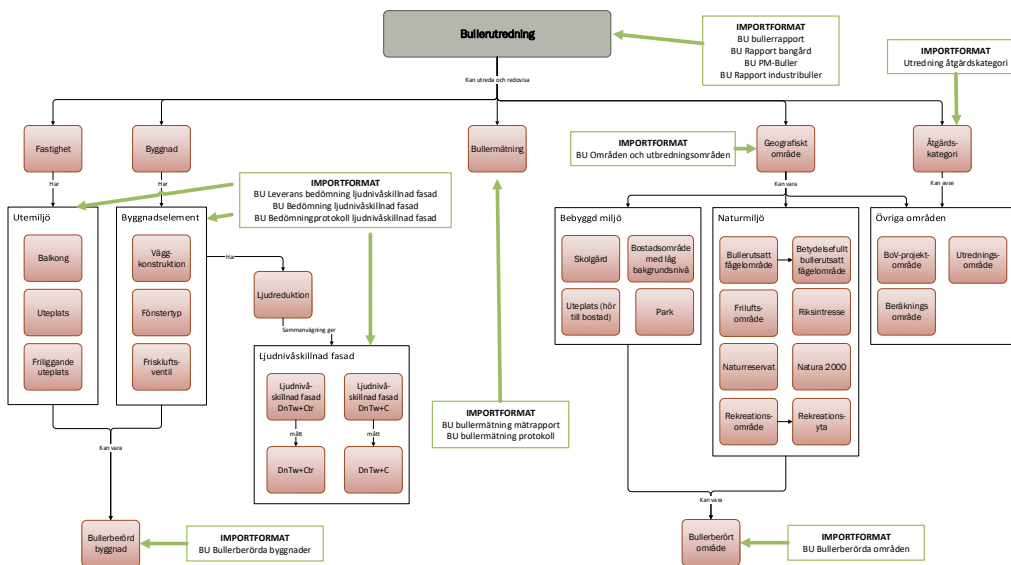 Bullerutredning
IMPORTFORMAT
BU bullerrapport
BU Rapport bangård
BU PM-Buller
BU Rapport industribuller
IMPORTFORMAT
Utredning åtgärdskategori
Kan utreda och redovisa
Fastighet
Byggnad
Bullermätning
IMPORTFORMAT
BU Områden och utbredningsområden
Geografiskt
område
Åtgärds-
kategori
Har
Har
Kan vara
Kan avse
IMPORTFORMAT
BU Leverans bedömning ljudnivåskillnad fasad
BU Bedömning ljudnivåskillnad fasad
BU Bedömningprotokoll ljudnivåskillnad fasad
Utemiljö
Balkong
Uteplats
Friliggande
uteplats
Byggnadselement
Vägg-
konstruktion
Fönstertyp
Frisklufts-
ventil
Har
Ljudreduktion
Sammanvägning ger
Ljudnivåskillnad fasad
Ljudnivå-
skillnad fasad
DnTw+Ctr
Ljudnivå-
skillnad fasad
DnTw+C
mått
mått
DnTw+Ctr
DnTw+C
Bebyggd miljö
Skolgård
Bostadsområde
med låg
bakgrundsnivå
Uteplats (hör
till bostad)
Park
Naturmiljö
Bullerutsatt
fågelområde
Betydelsefullt
bullerutsatt
fågelområde
Frilufts-
område
Riksintresse
Naturreservat
Natura 2000
Rekreations-
område
Rekreations-
yta
Övriga områden
BoV-projekt-
område
Utrednings-
område
Beräknings
område
IMPORTFORMAT
BU bullermätning mätrapport
BU bullermätning protokoll
Kan vara
Kan vara
Bullerberörd
byggnad
IMPORTFORMAT
BU Bullerberörda byggnader
Bullerberört
område
IMPORTFORMAT
BU Bullerberörda områden